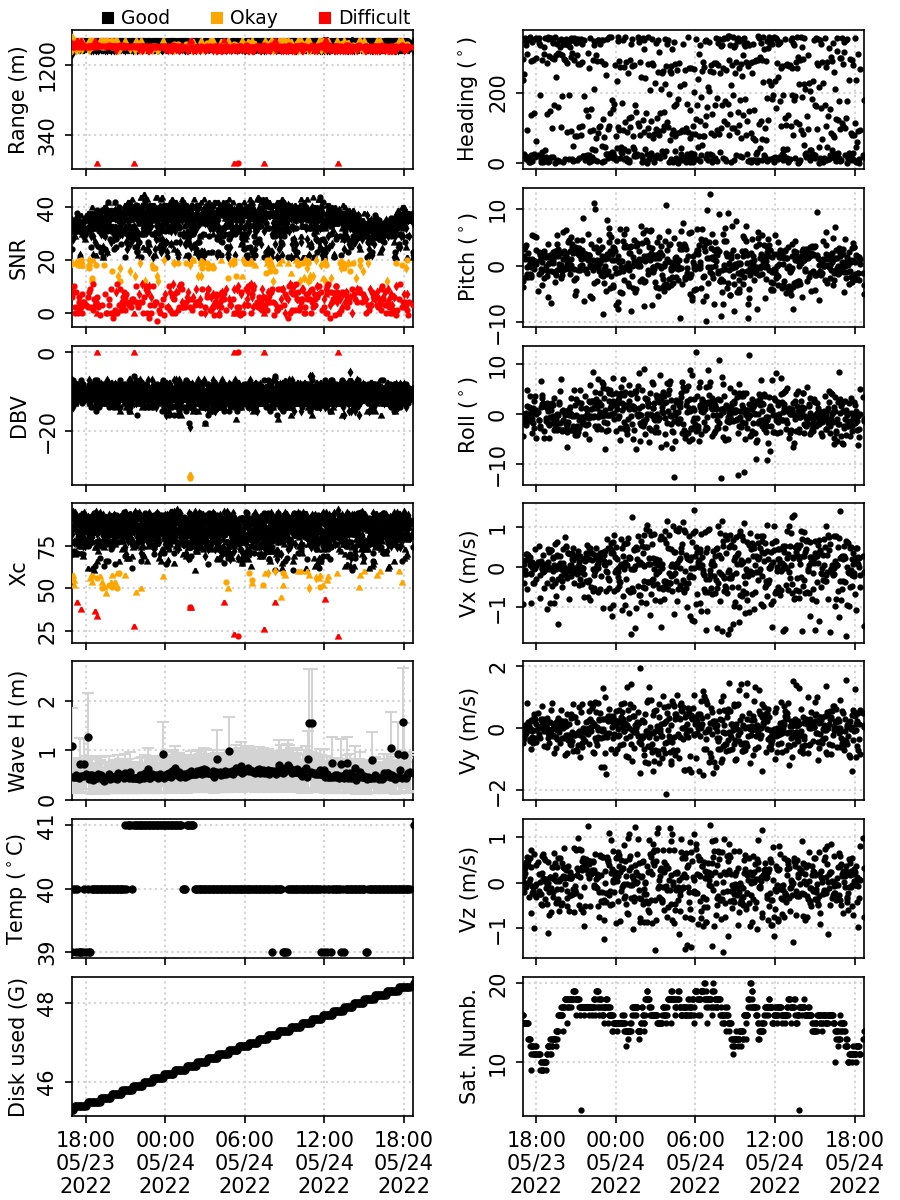 Good Okay Difficult
Range (m)
1200
340
Heading (°)
200
0
SNR
40
20
0
Pitch (°)
10
0
−10
DBV
0
−20
Roll (°)
10
0
−10
Xc
75
50
25
Vx (m/s)
1
0
−1
Wave H (m)
2
1
0
Vy (m/s)
2
0
−2
Temp (°C)
41
40
39
Vz (m/s)
1
0
−1
Disk used (G)
48
46
Sat. Numb.
20
10
18:00 00:00 06:00 12:00 18:00
05/23 05/24 05/24 05/24 05/24
2022 2022 2022 2022 2022
18:00 00:00 06:00 12:00 18:00
05/23 05/24 05/24 05/24 05/24
2022 2022 2022 2022 2022